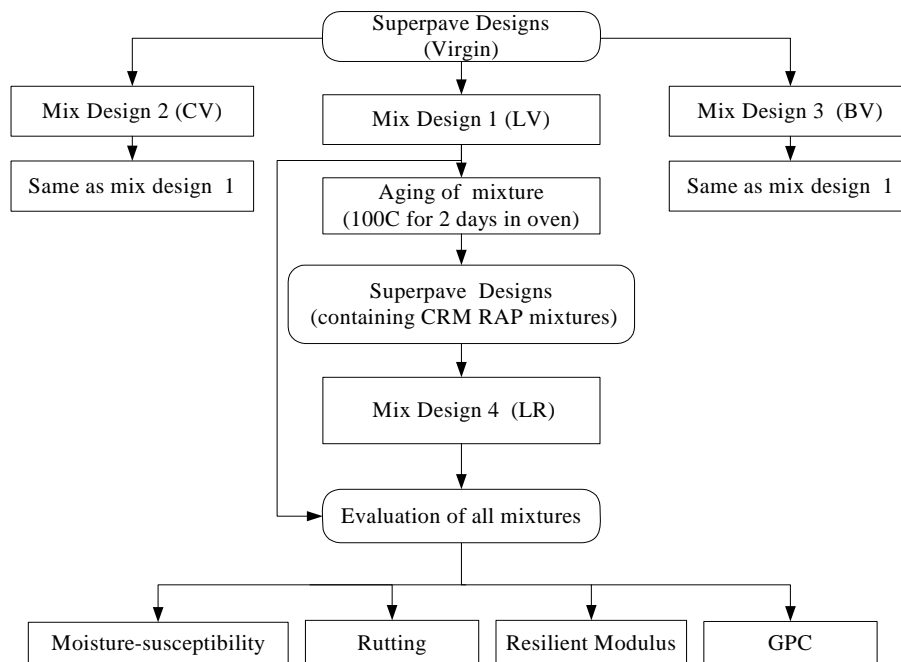 Superpave Designs
(Virgin)
Mix Design 2 (CV)
Mix Design 1 (LV)
Mix Design 3 (BV)
Same as mix design 1
Aging of mixture
(100C for 2 days in oven)
Same as mix design 1
Superpave Designs
(containing CRM RAP mixtures)
Mix Design 4 (LR)
Evaluation of all mixtures
Moisture-susceptibility
Rutting
Resilient Modulus
GPC